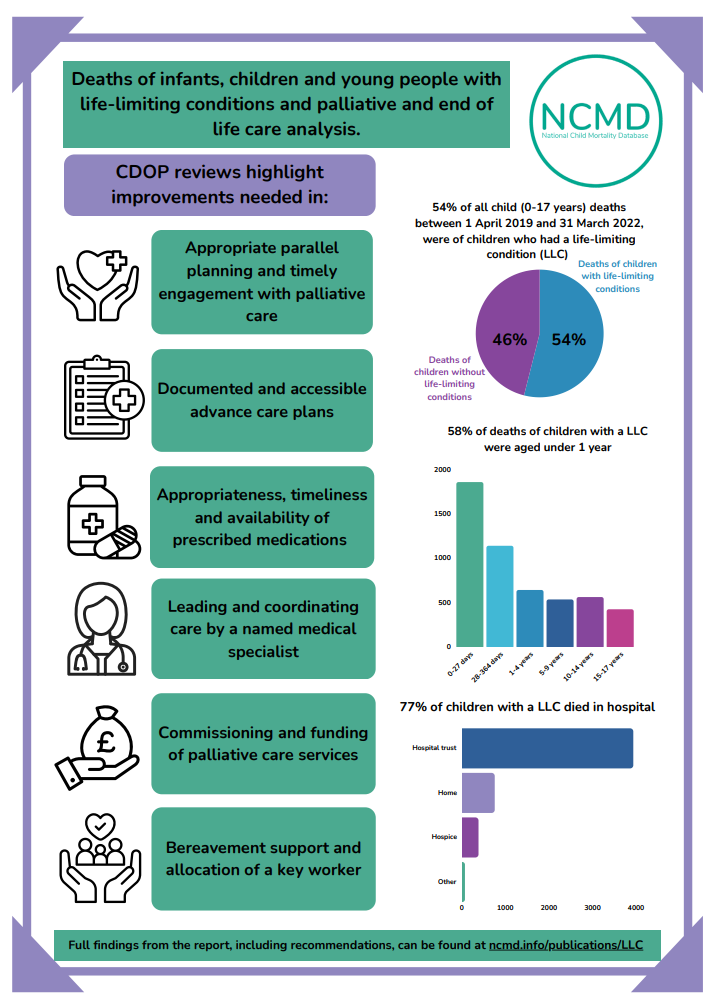 Deaths of infants, children and young people with
life-limiting conditions and palliative and end of
life care analysis.
NCMD
National Child Mortality Database
CDOP reviews highlight
improvements needed in:
Appropriate parallel
planning and timely
engagement with palliative
care
Documented and accessible
advance care plans
Appropriateness, timeliness
and availability of
prescribed medications
Leading and coordinating
care by a named medical
specialist
£
Commissioning and funding
of palliative care services
Bereavement support and
allocation of a key worker
54% of all child (0-17 years) deaths
between 1 April 2019 and 31 March 2022,
were of children who had a life-limiting
condition (LLC)
Deaths of children
with life-limiting
conditions
46%
54%
Deaths of
children without
life-limiting
conditions
58% of deaths of children with a LLC
were aged under 1 year
2000
1500
1000
500
0
0-27 days
28-364 days
1-4 years
5-9 years
10-14 years
15-17 years
77% of children with a LLC died in hospital
Hospital trust
Home
Hospice
Other
0
1000
2000
3000
4000
Full findings from the report, including recommendations, can be found at ncmd.info/publications/LLC